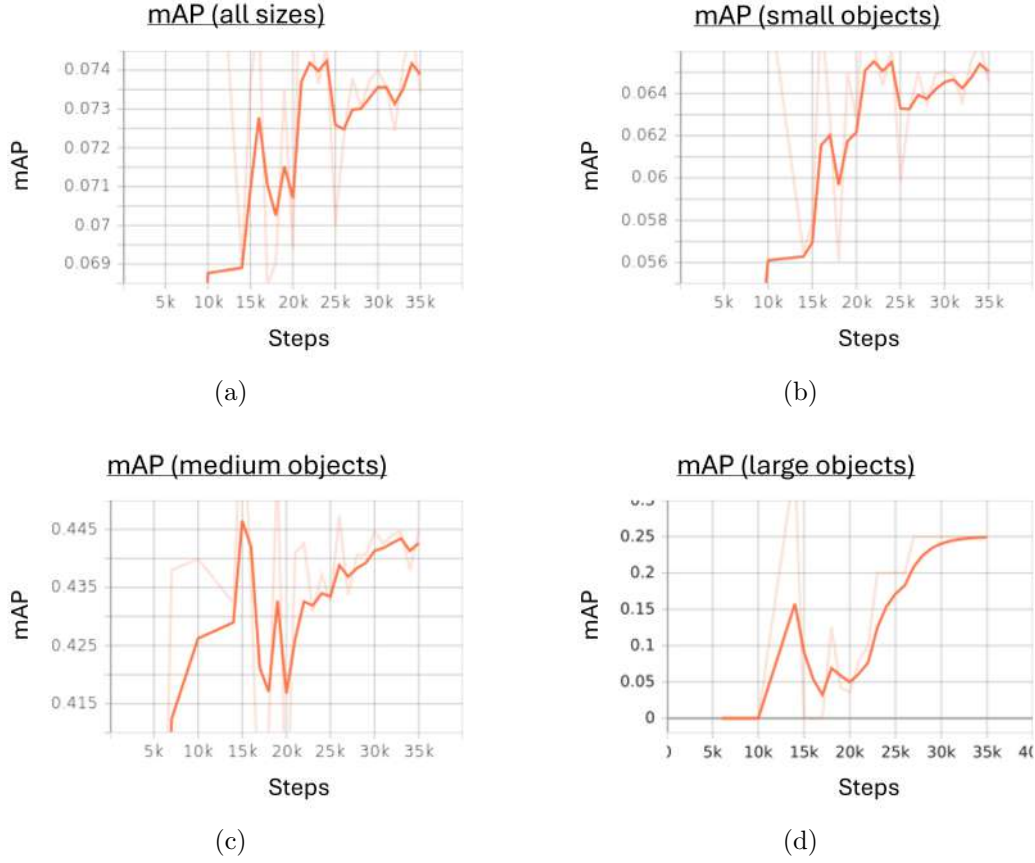 mAP (all sizes)
mAP
0.074
0.073
0.072
0.071
0.07
0.069
5k 10k 15k 20k 25k 30k 35k
Steps
(a)
mAP (small objects)
mAP
0.064
0.062
0.06
0.058
0.056
5k 10k 15k 20k 25k 30k 35k
Steps
(b)
mAP (medium objects)
mAP
0.445
0.435
0.425
0.415
5k 10k 15k 20k 25k 30k 35k
Steps
(c)
mAP (large objects)
mAP
0.3
0.25
0.2
0.15
0.1
0.05
0
0 5k 10k 15k 20k 25k 30k 35k 40
Steps
(d)